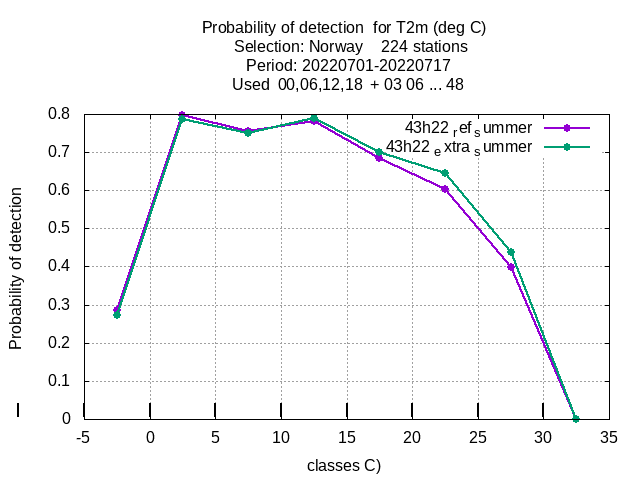 Probability of detection  for T2m (deg C)
Selection: Norway    224 stations
Period: 20220701-20220717
Used  00,06,12,18  + 03 06 ... 48
43h22 ref summer
43h22 extra summer
0.8
0.7
0.6
0.5
0.4
0.3
0.2
0.1
0
Probability of detection
-5
0
5
10
15
20
25
30
35
classes C)